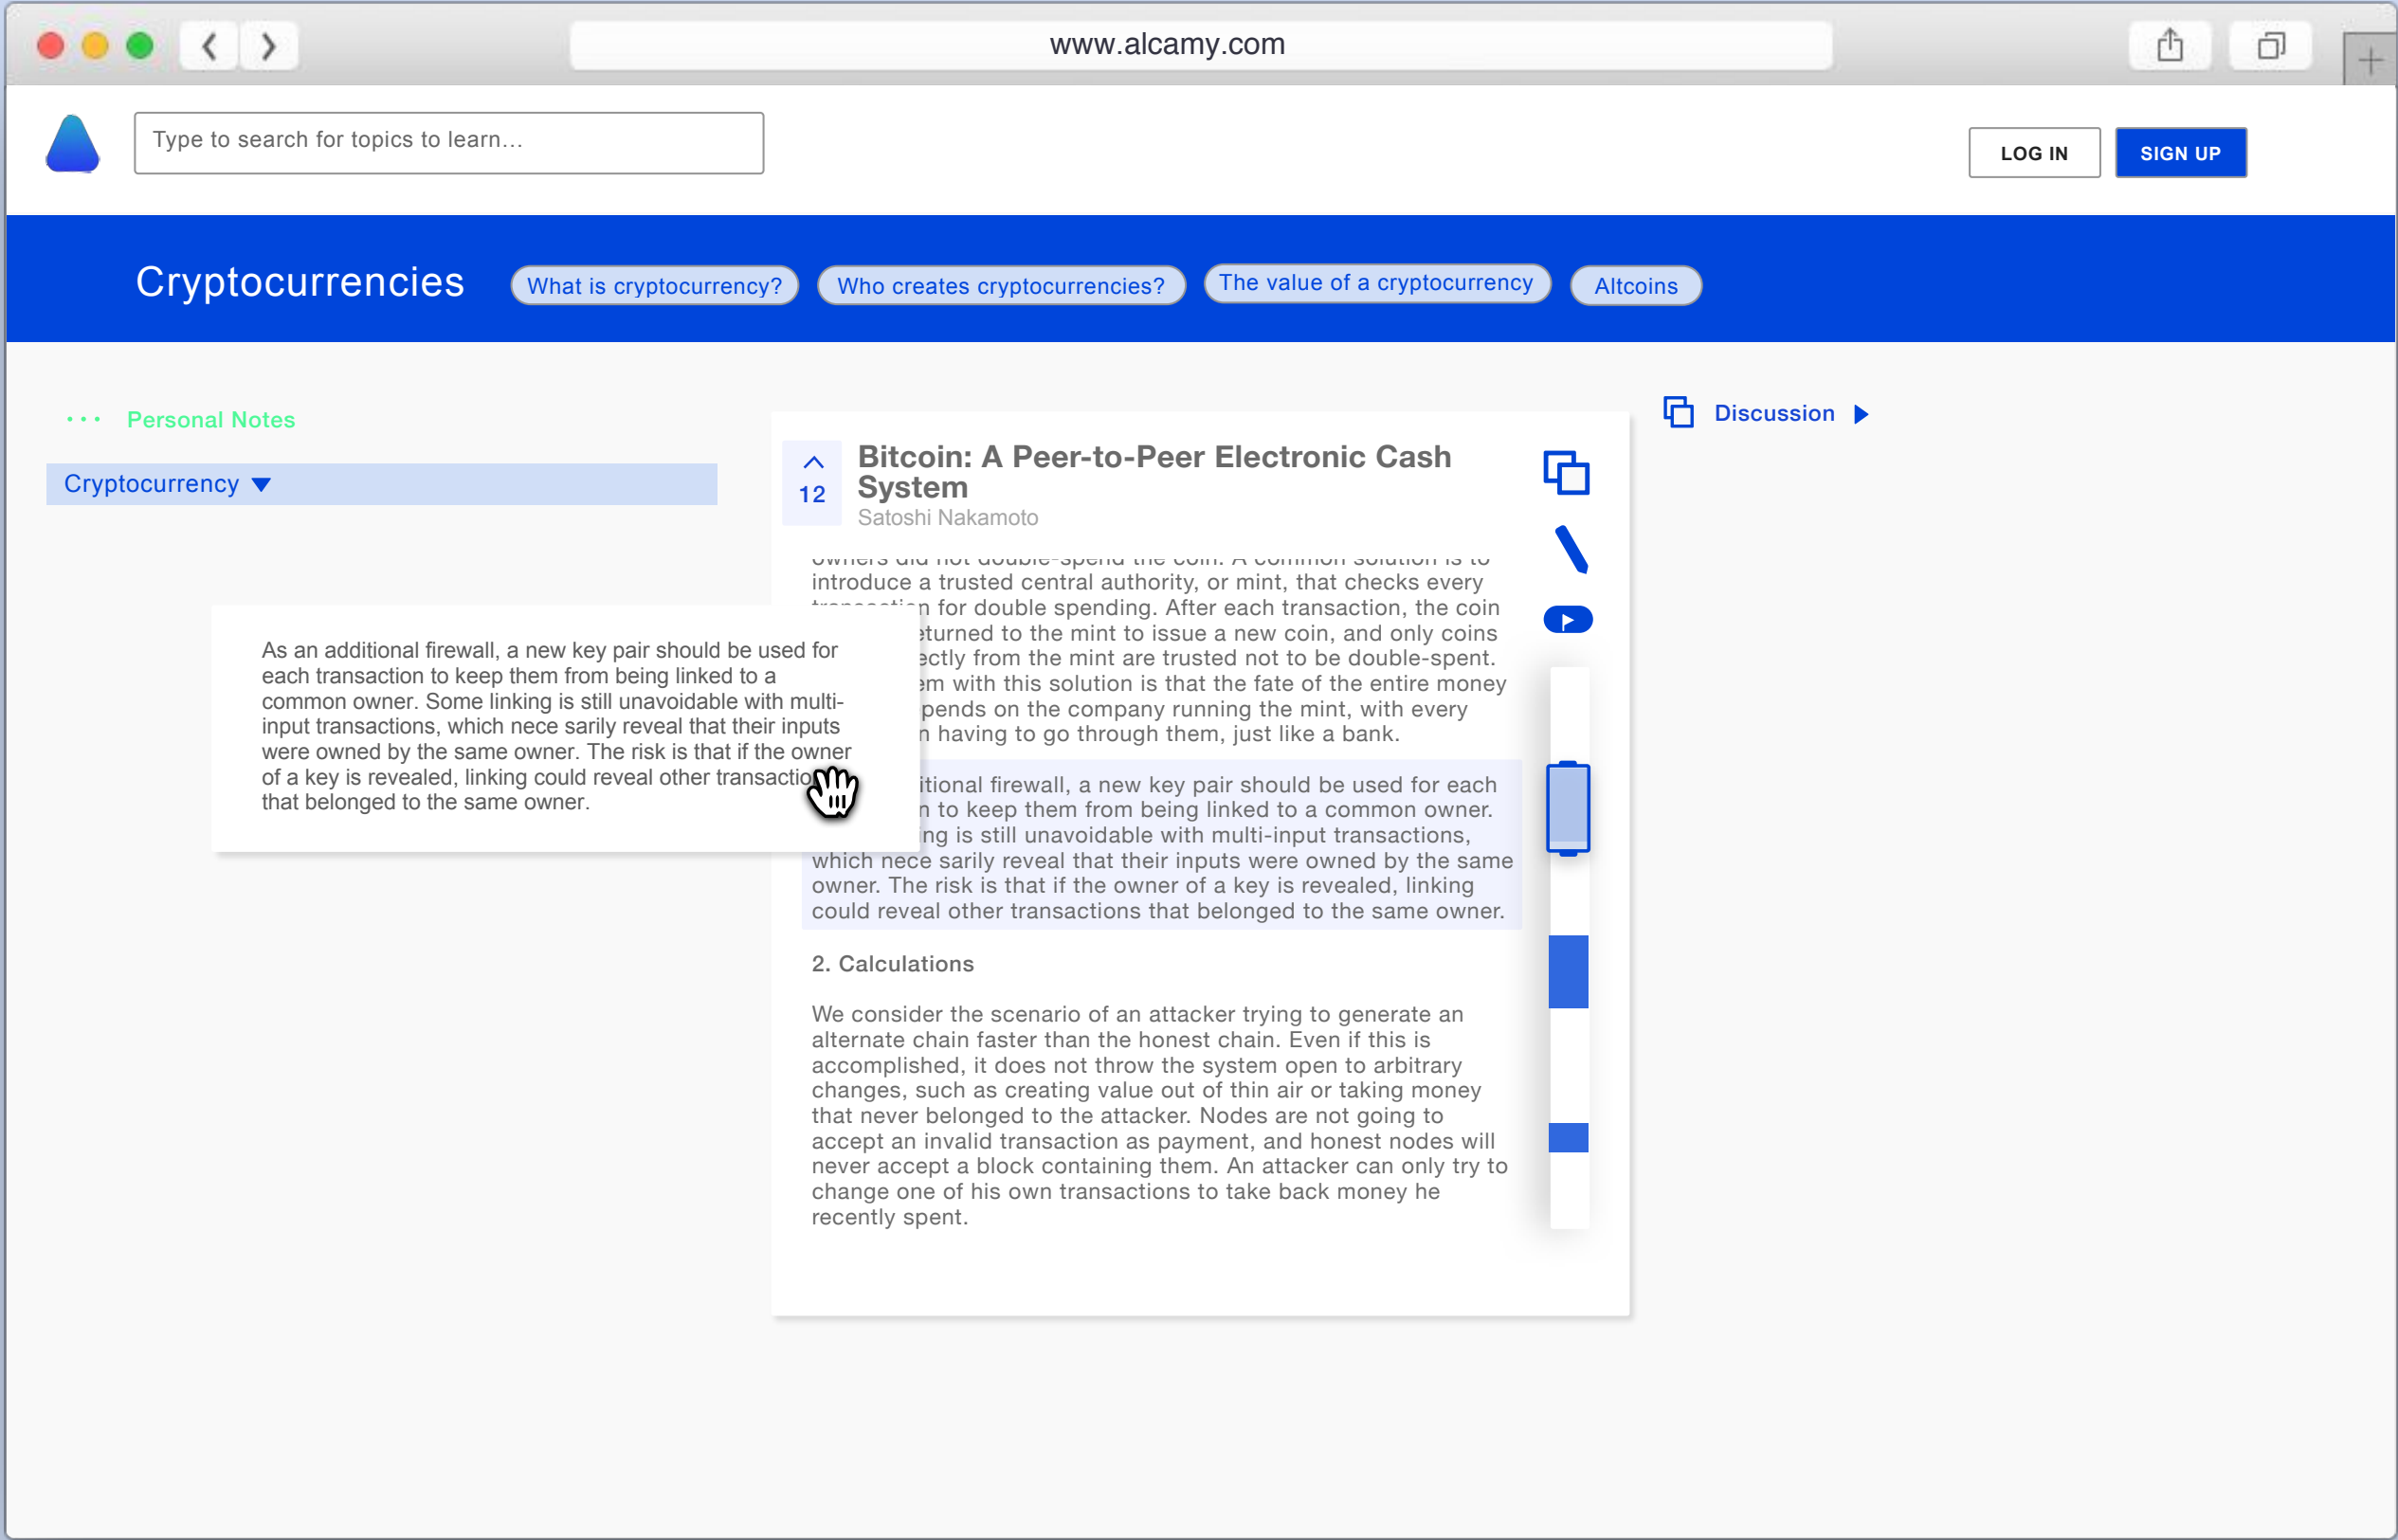 www.alcamy.com
Type to search for topics to learn...
LOG IN
SIGN UP
Cryptocurrencies
What is cryptocurrency?
Who creates cryptocurrencies?
The value of a cryptocurrency
Altcoins
Personal Notes
Cryptocurrency
As an additional firewall, a new key pair should be used for
each transaction to keep them from being linked to a
common owner. Some linking is still unavoidable with multi-
input transactions, which nece sarily reveal that their inputs
were owned by the same owner. The risk is that if the owner
of a key is revealed, linking could reveal other transactio
that belonged to the same owner.
12
Bitcoin: A Peer-to-Peer Electronic Cash
System
Satoshi Nakamoto
owners did not double-spend the coin. A common solution is to
introduce a trusted central authority, or mint, that checks every
for double spending. After each transaction, the coin
eturned to the mint to issue a new coin, and only coins
ectly from the mint are trusted not to be double-spent.
em with this solution is that the fate of the entire money
pends on the company running the mint, with every
n having to go through them, just like a bank.
itional firewall, a new key pair should be used for each
n to keep them from being linked to a common owner.
ng is still unavoidable with multi-input transactions,
which nece sarily reveal that their inputs were owned by the same
owner. The risk is that if the owner of a key is revealed, linking
could reveal other transactions that belonged to the same owner.
2. Calculations
We consider the scenario of an attacker trying to generate an
alternate chain faster than the honest chain. Even if this is
accomplished, it does not throw the system open to arbitrary
changes, such as creating value out of thin air or taking money
that never belonged to the attacker. Nodes are not going to
accept an invalid transaction as payment, and honest nodes will
never accept a block containing them. An attacker can only try to
change one of his own transactions to take back money he
recently spent.
Discussion